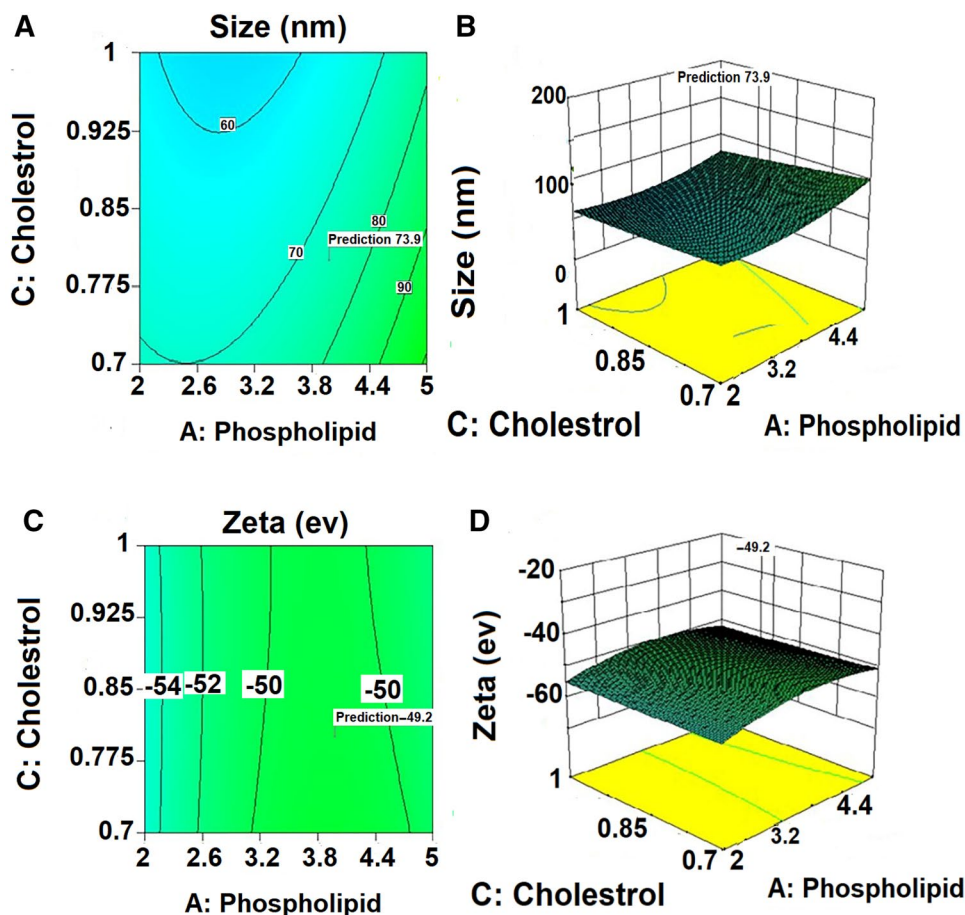 A
Size (nm)
C: Cholestrol
1
0.925
0.85
0.775
0.7
60
70
80
90
Prediction 73.9
2 2.6 3.2 3.8 4.4 5
A: Phospholipid
B
Prediction 73.9
Size (nm)
200
100
0
1
0.85
0.7
2
3.2
4.4
C: Cholestrol
A: Phospholipid
C
Zeta (ev)
C: Cholestrol
1
0.925
0.85
0.775
0.7
-54 -52 -50 -50
Prediction–49.2
2 2.6 3.2 3.8 4.4 5
A: Phospholipid
D
–49.2
Zeta (ev)
-20
-40
-60
1
0.85
0.7
2
3.2
4.4
C: Cholestrol
A: Phospholipid